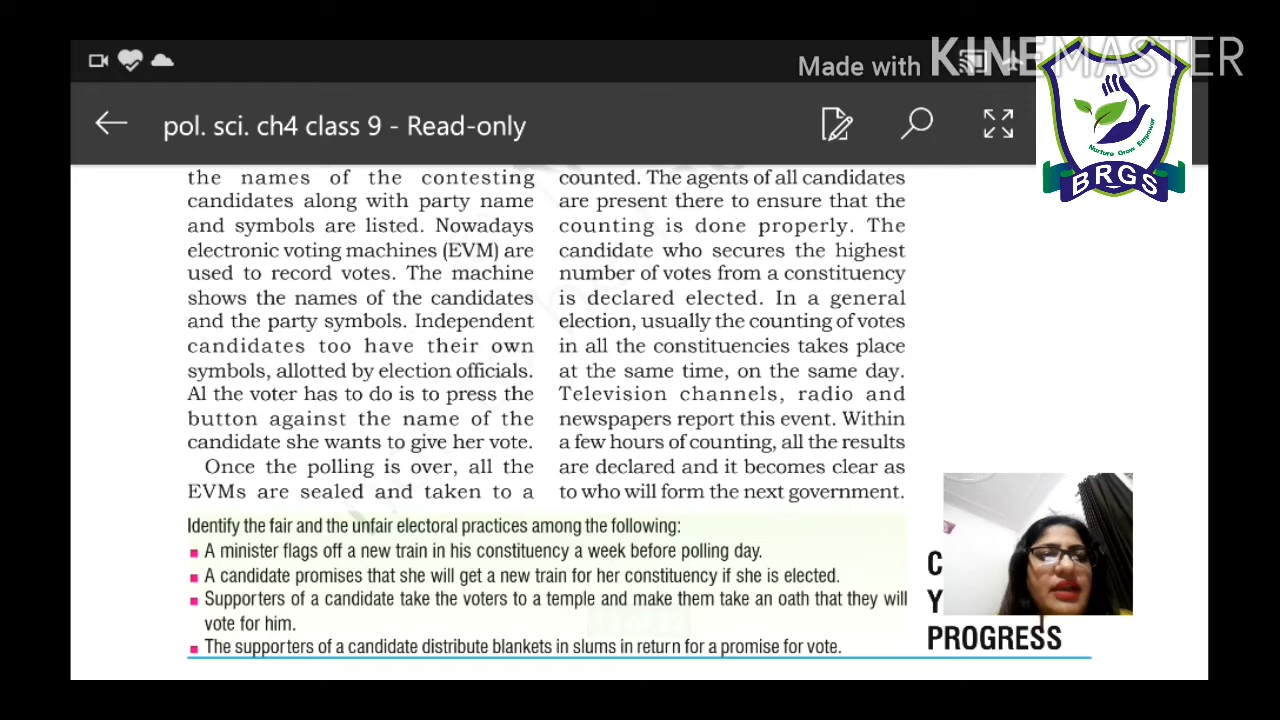 Made with KINEMASTER
pol. sci. ch4 class 9 - Read-only
Nurture Grow Empower
BRGS
the names of the contesting
candidates along with party name
and symbols are listed. Nowadays
electronic voting machines (EVM) are
used to record votes. The machine
shows the names of the candidates
and the party symbols. Independent
candidates too have their own
symbols, allotted by election officials.
Al the voter has to do is to press the
button against the name of the
candidate she wants to give her vote.
Once the polling is over, all the
EVMs are sealed and taken to a
counted. The agents of all candidates
are present there to ensure that the
counting is done properly. The
candidate who secures the highest
number of votes from a constituency
is declared elected. In a general
election, usually the counting of votes
in all the constituencies takes place
at the same time, on the same day.
Television channels, radio and
newspapers report this event. Within
a few hours of counting, all the results
are declared and it becomes clear as
to who will form the next government.
Identify the fair and the unfair electoral practices among the following:
A minister flags off a new train in his constituency a week before polling day.
A candidate promises that she will get a new train for her constituency if she is elected.
Supporters of a candidate take the voters to a temple and make them take an oath that they will
vote for him.
The supporters of a candidate distribute blankets in slums in return for a promise for vote.
C
Y
PROGRESS